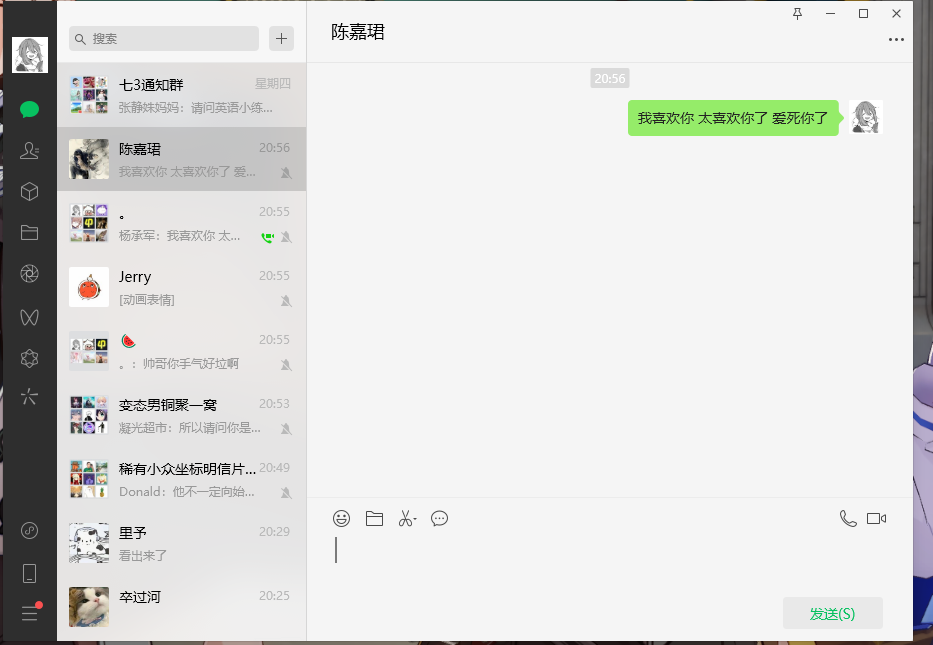 搜索
陈嘉珺
七3通知群
星期四
张静姝妈妈：请问英语小练...
陈嘉珺
20:56
我喜欢你 太喜欢你了 爱...
。
20:55
杨承军：我喜欢你 太...
Jerry
20:55
[动画表情]
20:55
。：帅哥你手气好垃啊
变态男铜聚一窝
20:53
凝光超市：所以请问你是...
稀有小众坐标明信片...
20:49
Donald：他不一定向始...
里予
20:29
看出来了
卒过河
20:25
20:56
我喜欢你 太喜欢你了 爱死你了
发送(S)